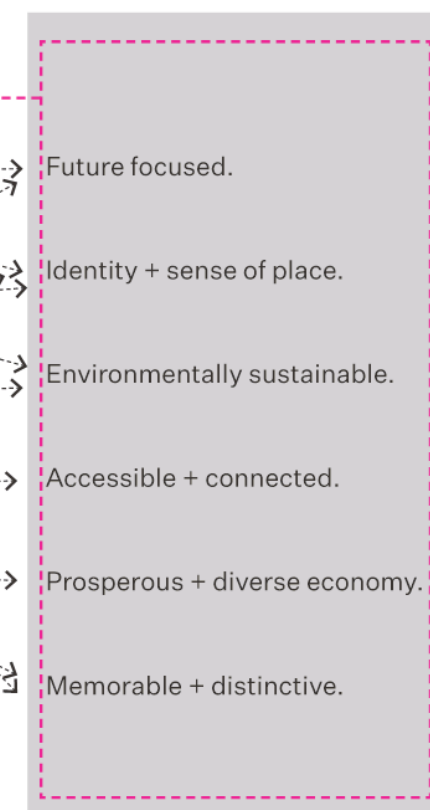 Future focused.
Identity + sense of place.
Environmentally sustainable.
Accessible + connected.
Prosperous + diverse economy.
Memorable + distinctive.